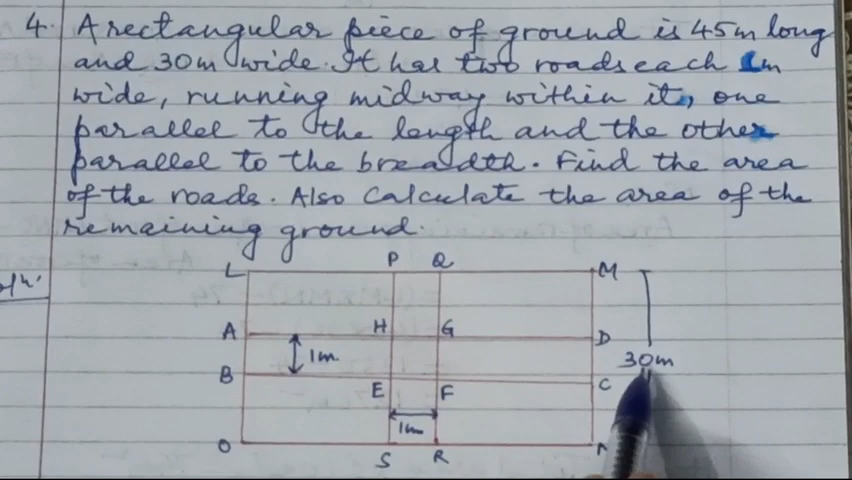 4. A rectangular piece of ground is 45m long
and 30m wide. It has two roads each 1m
wide, running midway within it, one
parallel to the length and the other
parallel to the breadth. Find the area
of the roads. Also calculate the area of the
remaining ground.
L P Q M
A H G D
1m
30m
B E F C
1m
O S R